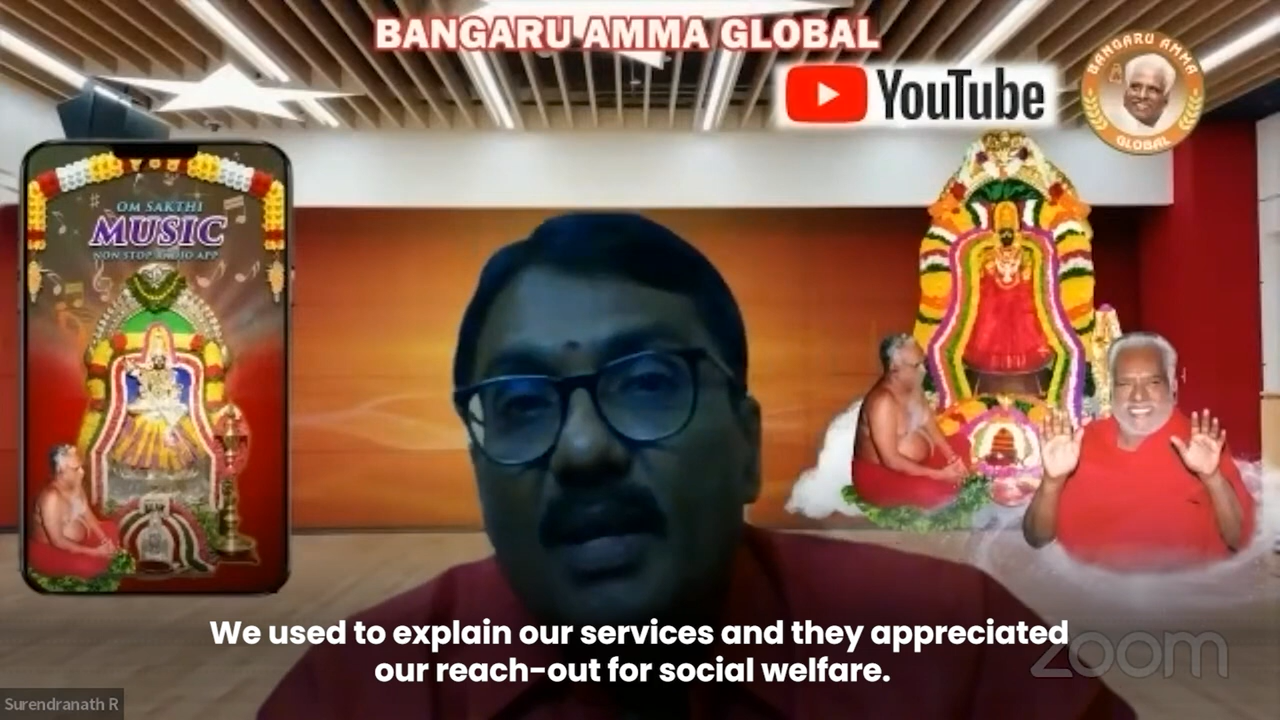 BANGARU AMMA GLOBAL
YouTube
BANGARU AMMA
GLOBAL
OM SAKTHI
MUSIC
NON STOP RADIO APP
We used to explain our services and they appreciated
our reach-out for social welfare.
zoom
Surendranath R